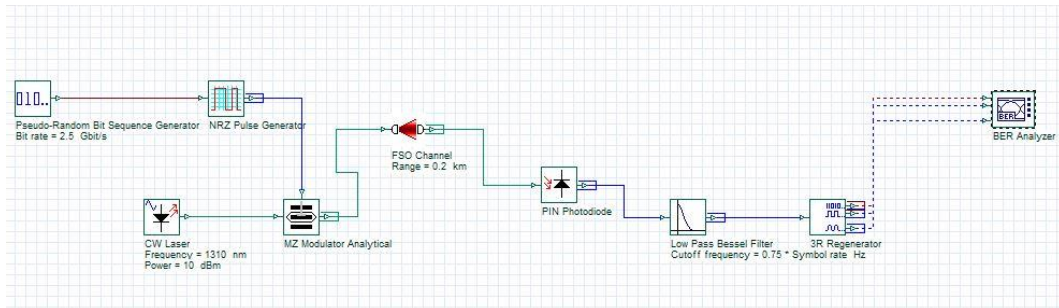 010..
Pseudo-Random Bit Sequence Generator
Bit rate = 2.5 Gbit/s
NRZ Pulse Generator
FSO Channel
Range = 0.2 km
BER
BER Analyzer
PIN Photodiode
CW Laser
Frequency = 1310 nm
Power = 10 dBm
MZ Modulator Analytical
Low Pass Bessel Filter
Cutoff frequency = 0.75 * Symbol rate Hz
3R Regenerator